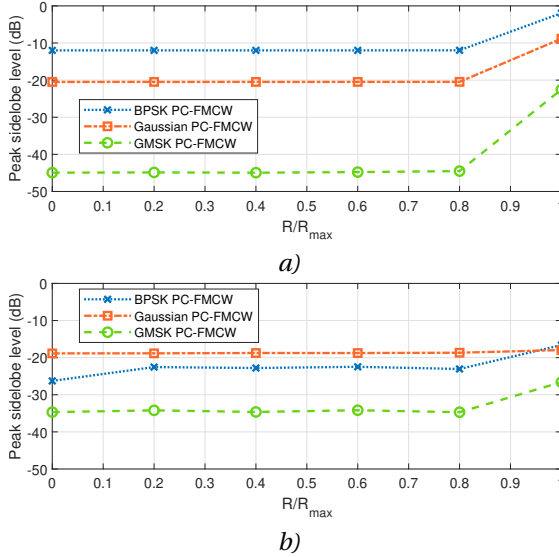 0
-10
-20
-30
-40
-50
Peak sidelobe level (dB)
BPSK PC-FMCW
Gaussian PC-FMCW
GMSK PC-FMCW
0 0.1 0.2 0.3 0.4 0.5 0.6 0.7 0.8 0.9
R/Rmax
a)
0
-10
-20
-30
-40
-50
Peak sidelobe level (dB)
BPSK PC-FMCW
Gaussian PC-FMCW
GMSK PC-FMCW
0 0.1 0.2 0.3 0.4 0.5 0.6 0.7 0.8 0.9
R/Rmax
b)